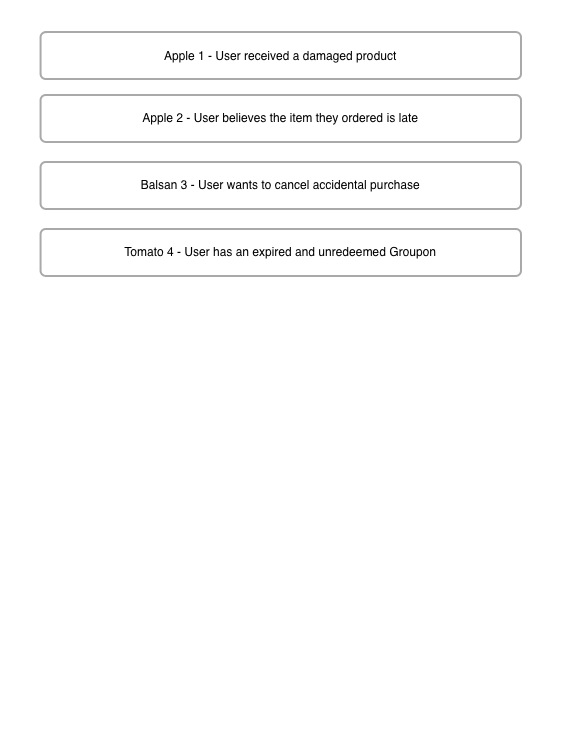 Apple 1 - User received a damaged product
Apple 2 - User believes the item they ordered is late
Balsan 3 - User wants to cancel accidental purchase
Tomato 4 - User has an expired and unredeemed Groupon